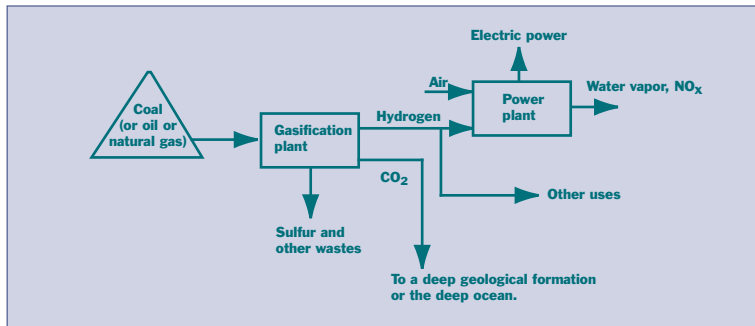 Electric power
Air
Water vapor, NOx
Coal
(or oil or
natural gas)
Power
plant
Hydrogen
Gasification
plant
CO2
Other uses
Sulfur and
other wastes
To a deep geological formation
or the deep ocean.